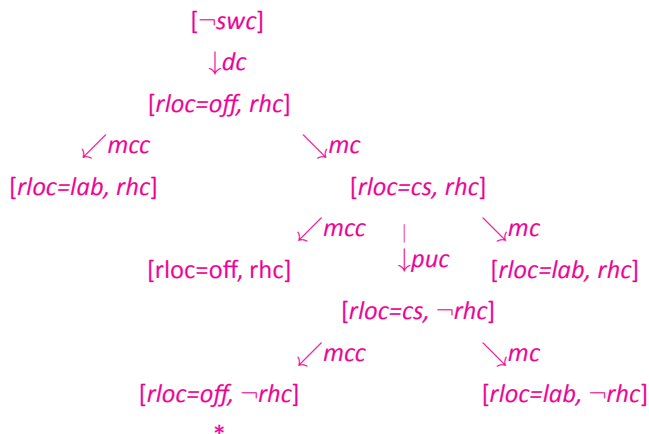 [¬swc]
↓dc
[rloc=off, rhc]
↙mcc ↘mc
[rloc=lab, rhc] [rloc=cs, rhc]
↙mcc | ↘mc
↓puc
[rloc=off, rhc] [rloc=lab, rhc]
[rloc=cs, ¬rhc]
↙mcc ↘mc
[rloc=off, ¬rhc] [rloc=lab, ¬rhc]
*